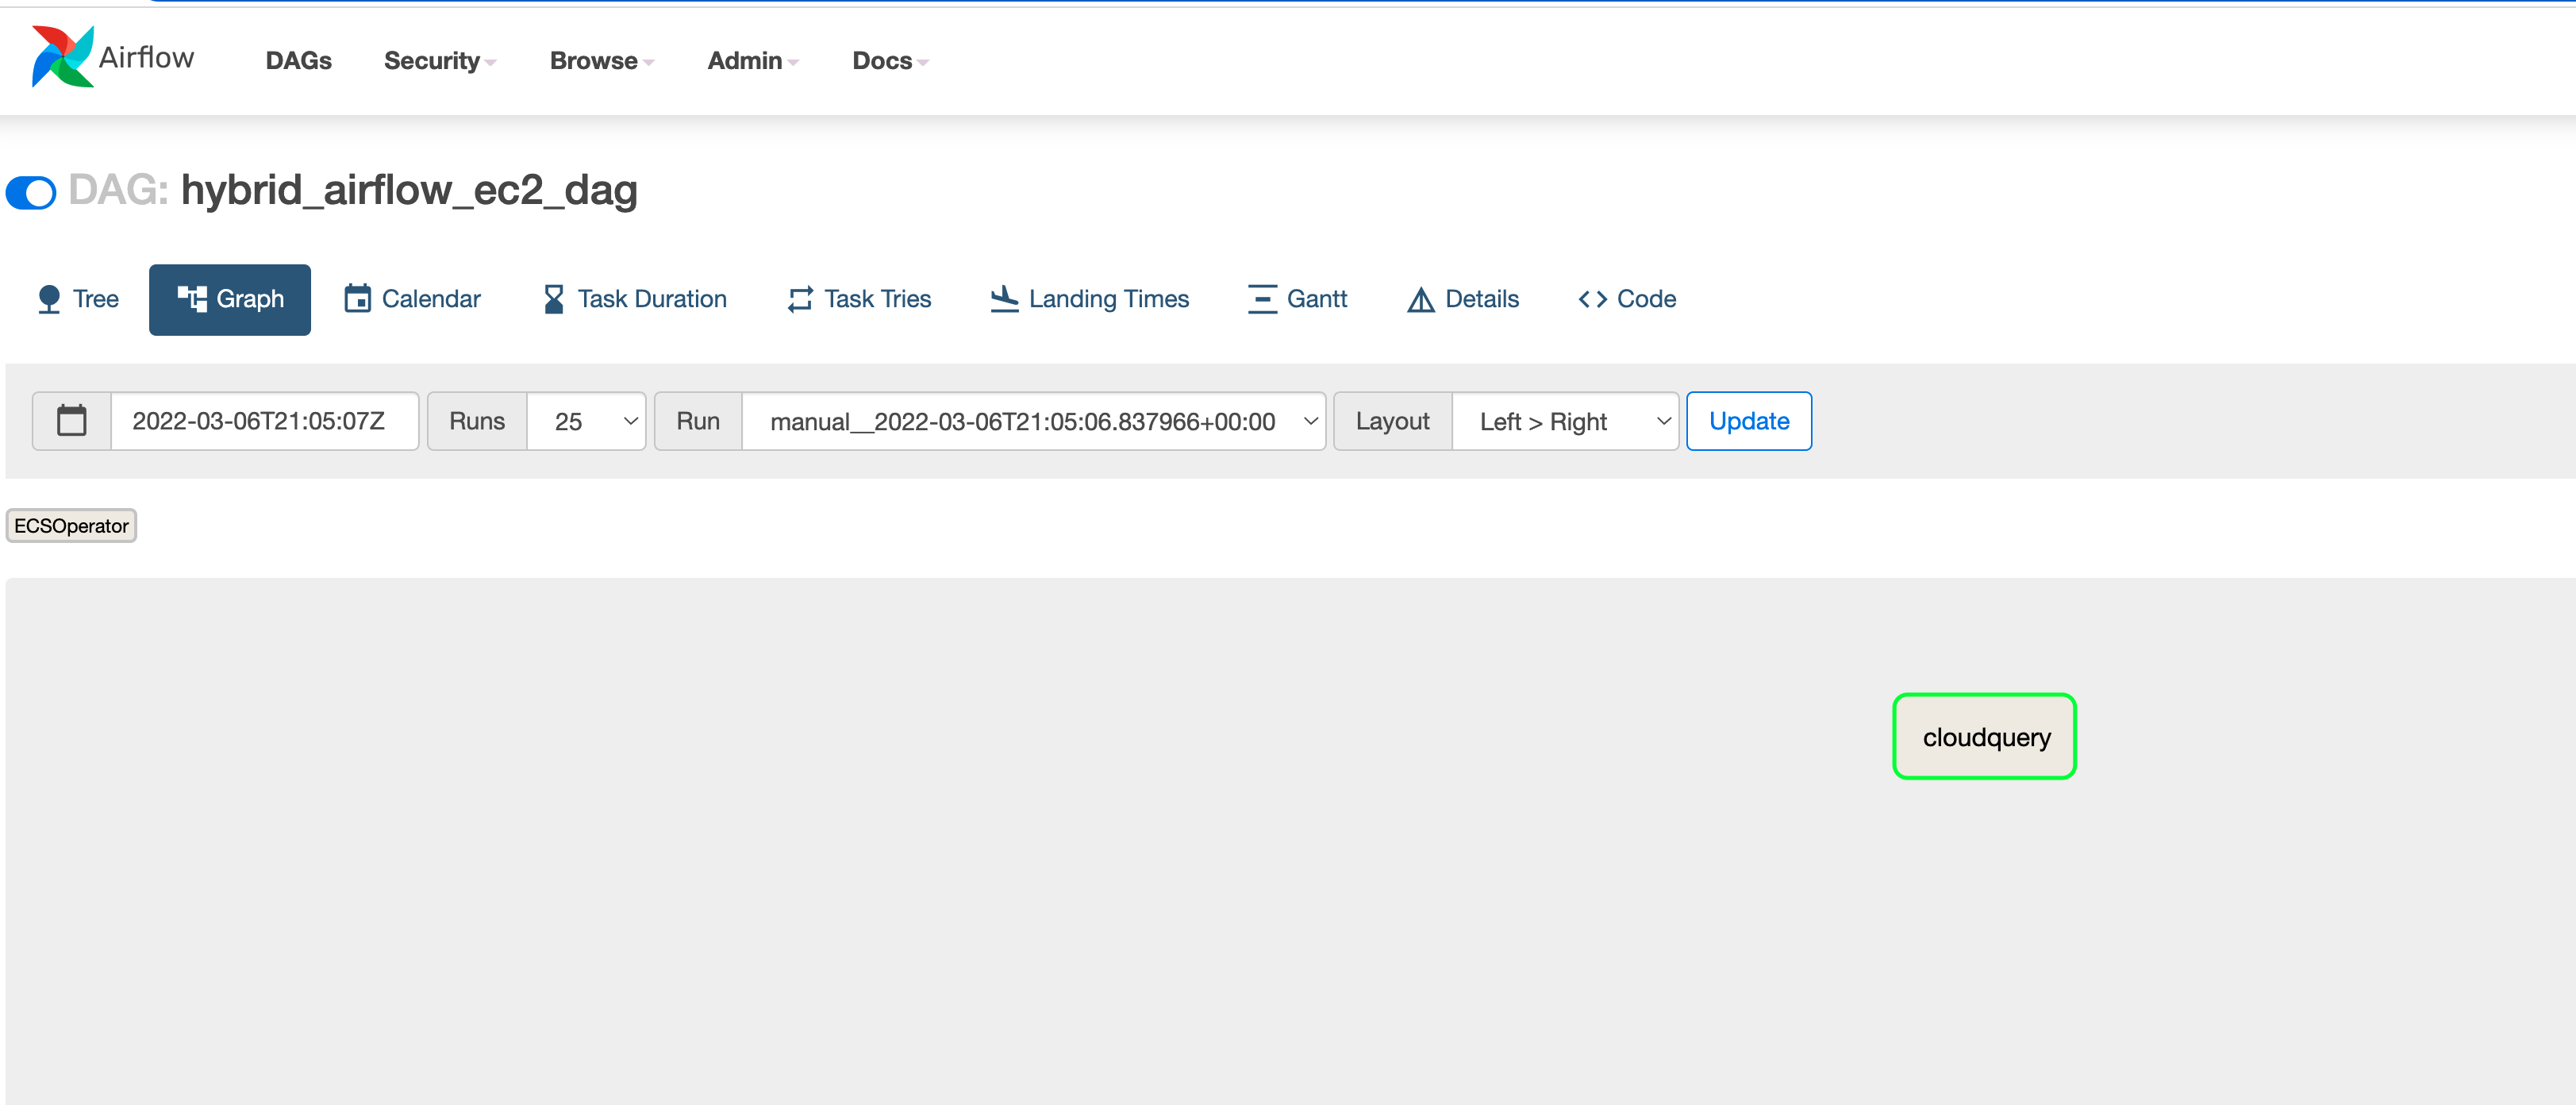 Airflow DAGs Security Browse Admin Docs
DAG: hybrid_airflow_ec2_dag
Tree Graph Calendar Task Duration Task Tries Landing Times Gantt Details Code
2022-03-06T21:05:07Z Runs 25 Run manual__2022-03-06T21:05:06.837966+00:00 Layout Left > Right Update
ECSOperator
cloudquery